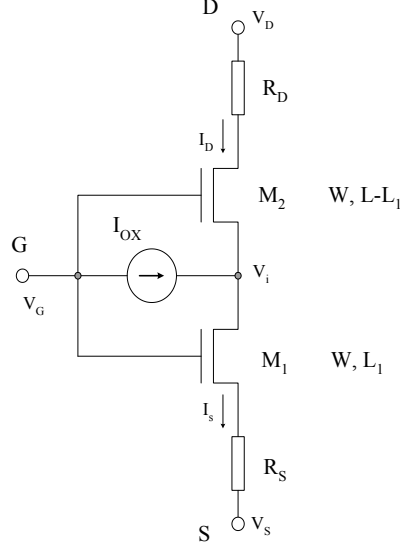 D
V_D
R_D
I_D
M_2 W, L-L_1
I_OX
G
V_i
V_G
M_1 W, L_1
I_s
R_S
S
V_S